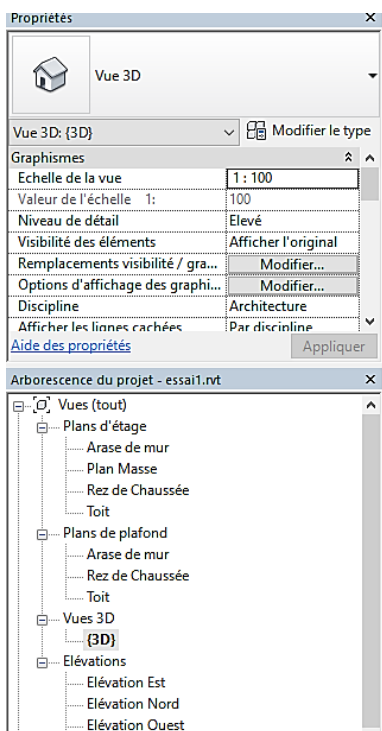 Propriétés X
Vue 3D
Vue 3D: {3D} Modifier le type
Graphismes
Echelle de la vue 1 : 100
Valeur de l'échelle 1: 100
Niveau de détail Elevé
Visibilité des éléments Afficher l'original
Remplacements visibilité / gra... Modifier...
Options d'affichage des graphi... Modifier...
Discipline Architecture
Afficher les lignes cachées Par discipline
Aide des propriétés Appliquer
Arborescence du projet - essai1.rvt X
Vues (tout)
Plans d'étage
Arase de mur
Plan Masse
Rez de Chaussée
Toit
Plans de plafond
Arase de mur
Rez de Chaussée
Toit
Vues 3D
{3D}
Elévations
Elévation Est
Elévation Nord
Elévation Ouest